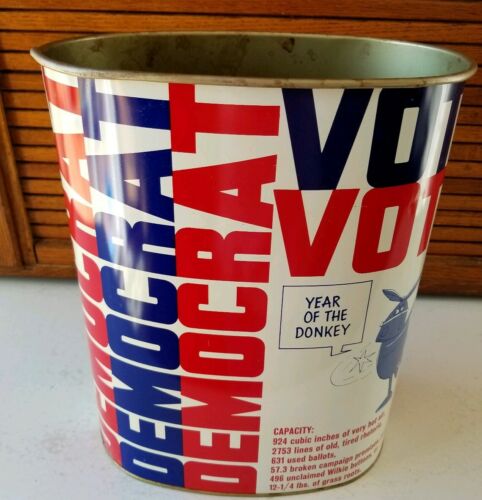 DEMOCRAT
DEMOCRAT
DEMOCRAT
VOT
VOT
YEAR
OF THE
DONKEY
CAPACITY:
924 cubic inches of very hot air,
2753 lines of old, tired rhetoric,
631 used ballots,
57.3 broken campaign
496 unclaimed Wilkie buttons,
12-1/4 lbs. of grass roots.